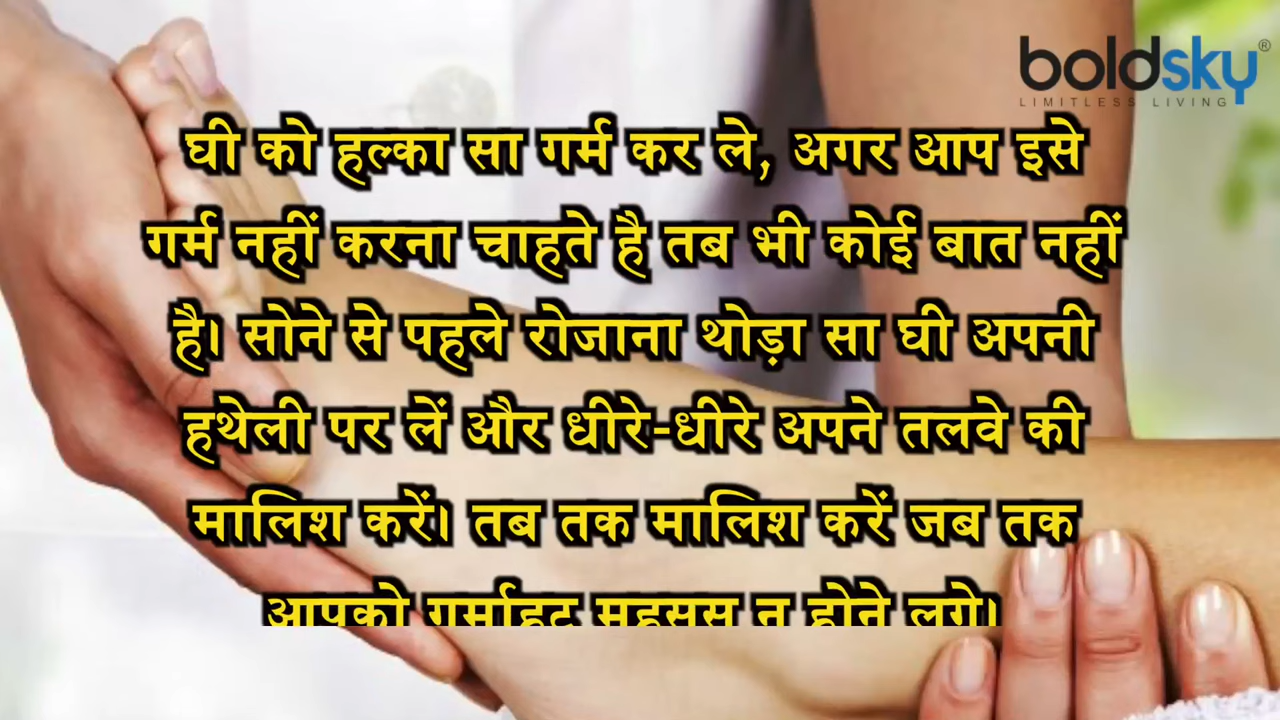 boldsky®
LIMITLESS LIVING
घी को हल्का सा गर्म कर ले, अगर आप इसे
गर्म नहीं करना चाहते है तब भी कोई बात नहीं
है। सोने से पहले रोजाना थोड़ा सा घी अपनी
हथेली पर लें और धीरे-धीरे अपने तलवे की
मालिश करें। तब तक मालिश करें जब तक
आपको गर्माहट महसूस न होने लगे।